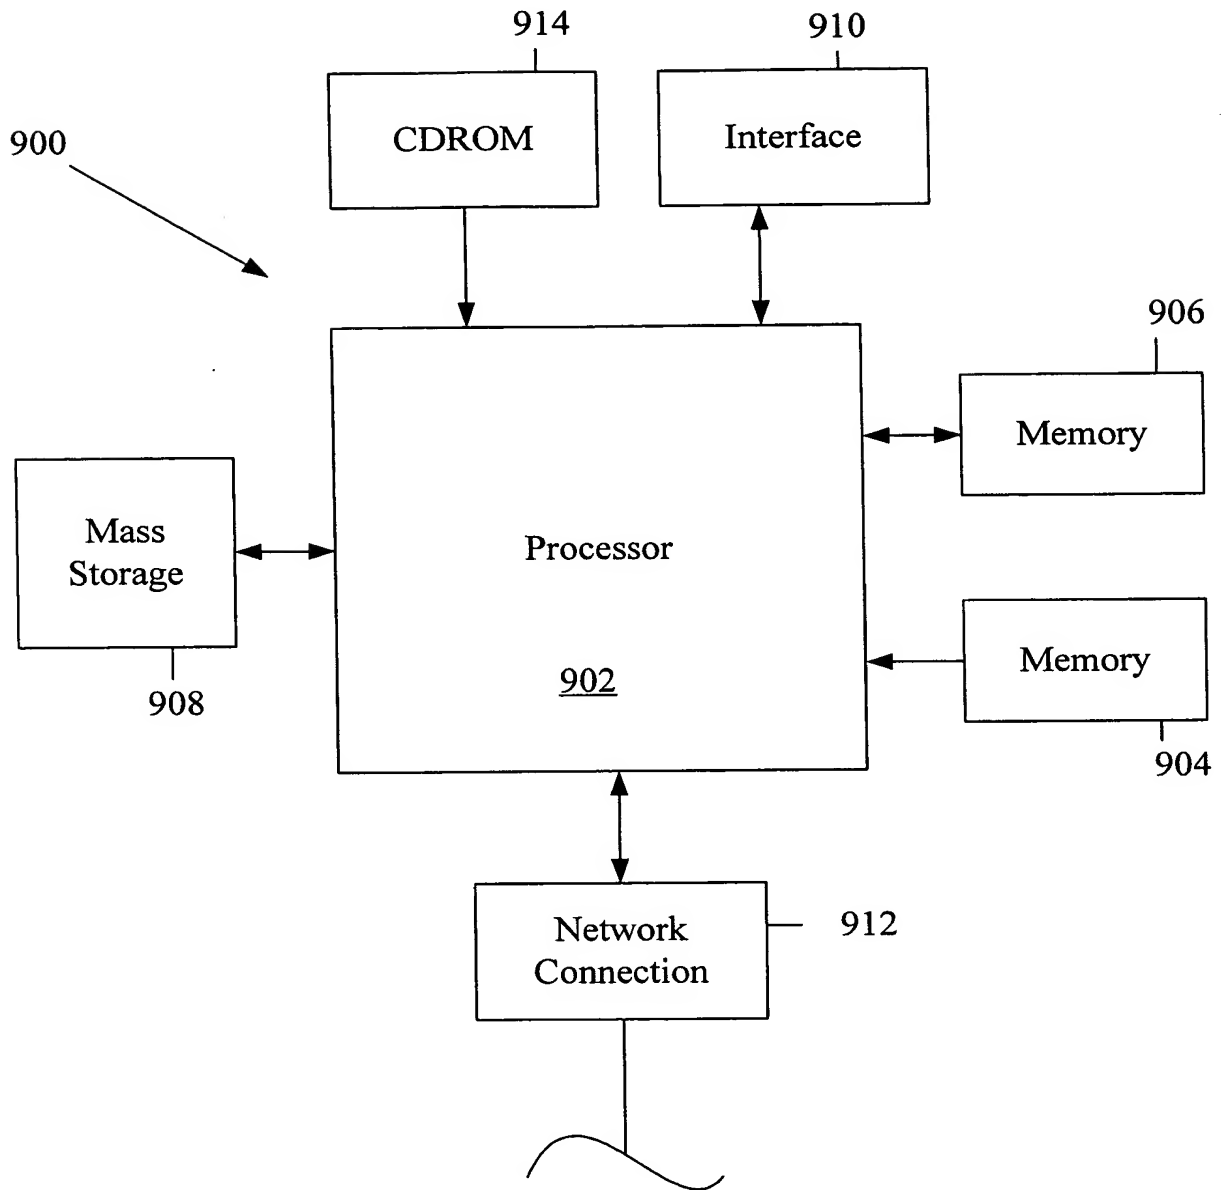 914
910
900
CDROM
Interface
906
Memory
Mass
Storage
Processor
Memory
902
908
904
Network
Connection
912